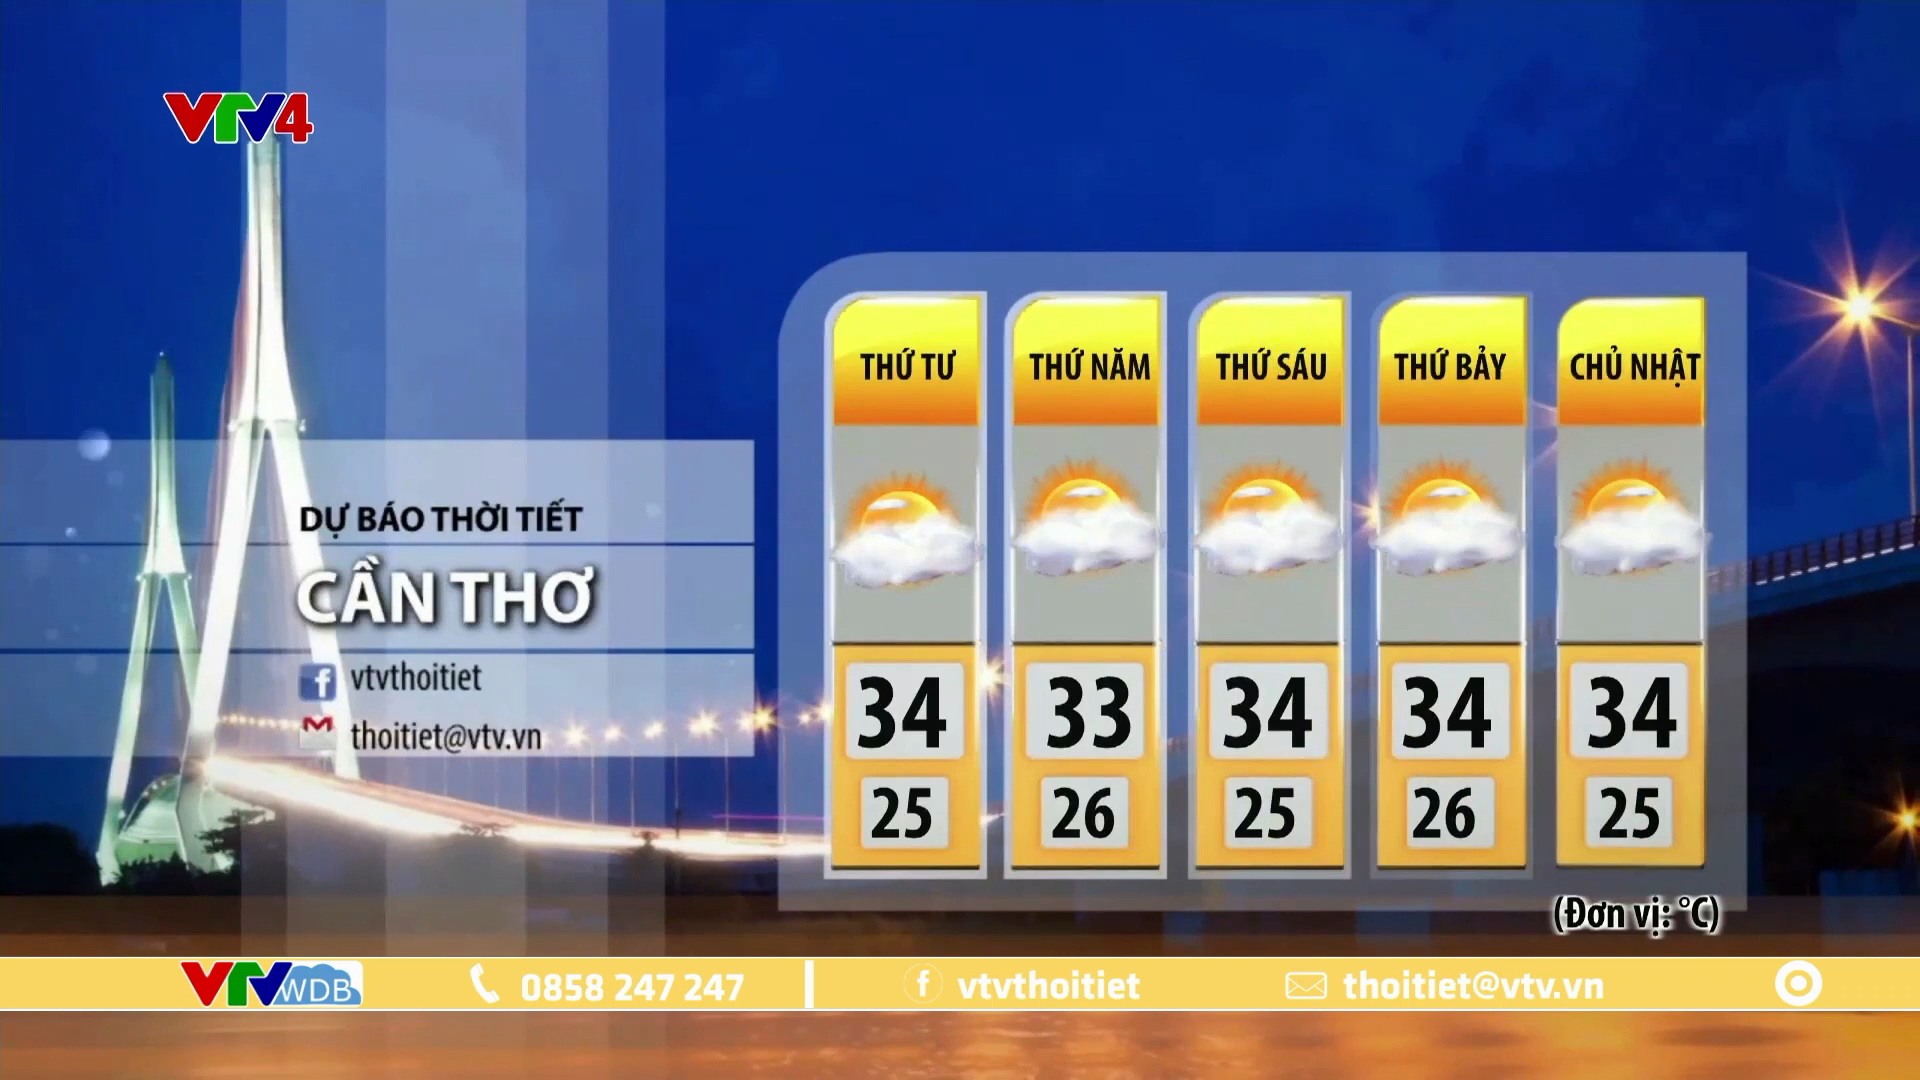 VTV4
DỰ BÁO THỜI TIẾT
CẦN THƠ
vtvthoitiet
thoitiet@vtv.vn
THỨ TƯ
34
25
THỨ NĂM
33
26
THỨ SÁU
34
25
THỨ BẢY
34
26
CHỦ NHẬT
34
25
(Đơn vị: °C)
VTV WDB 0858 247 247 vtvthoitiet thoitiet@vtv.vn